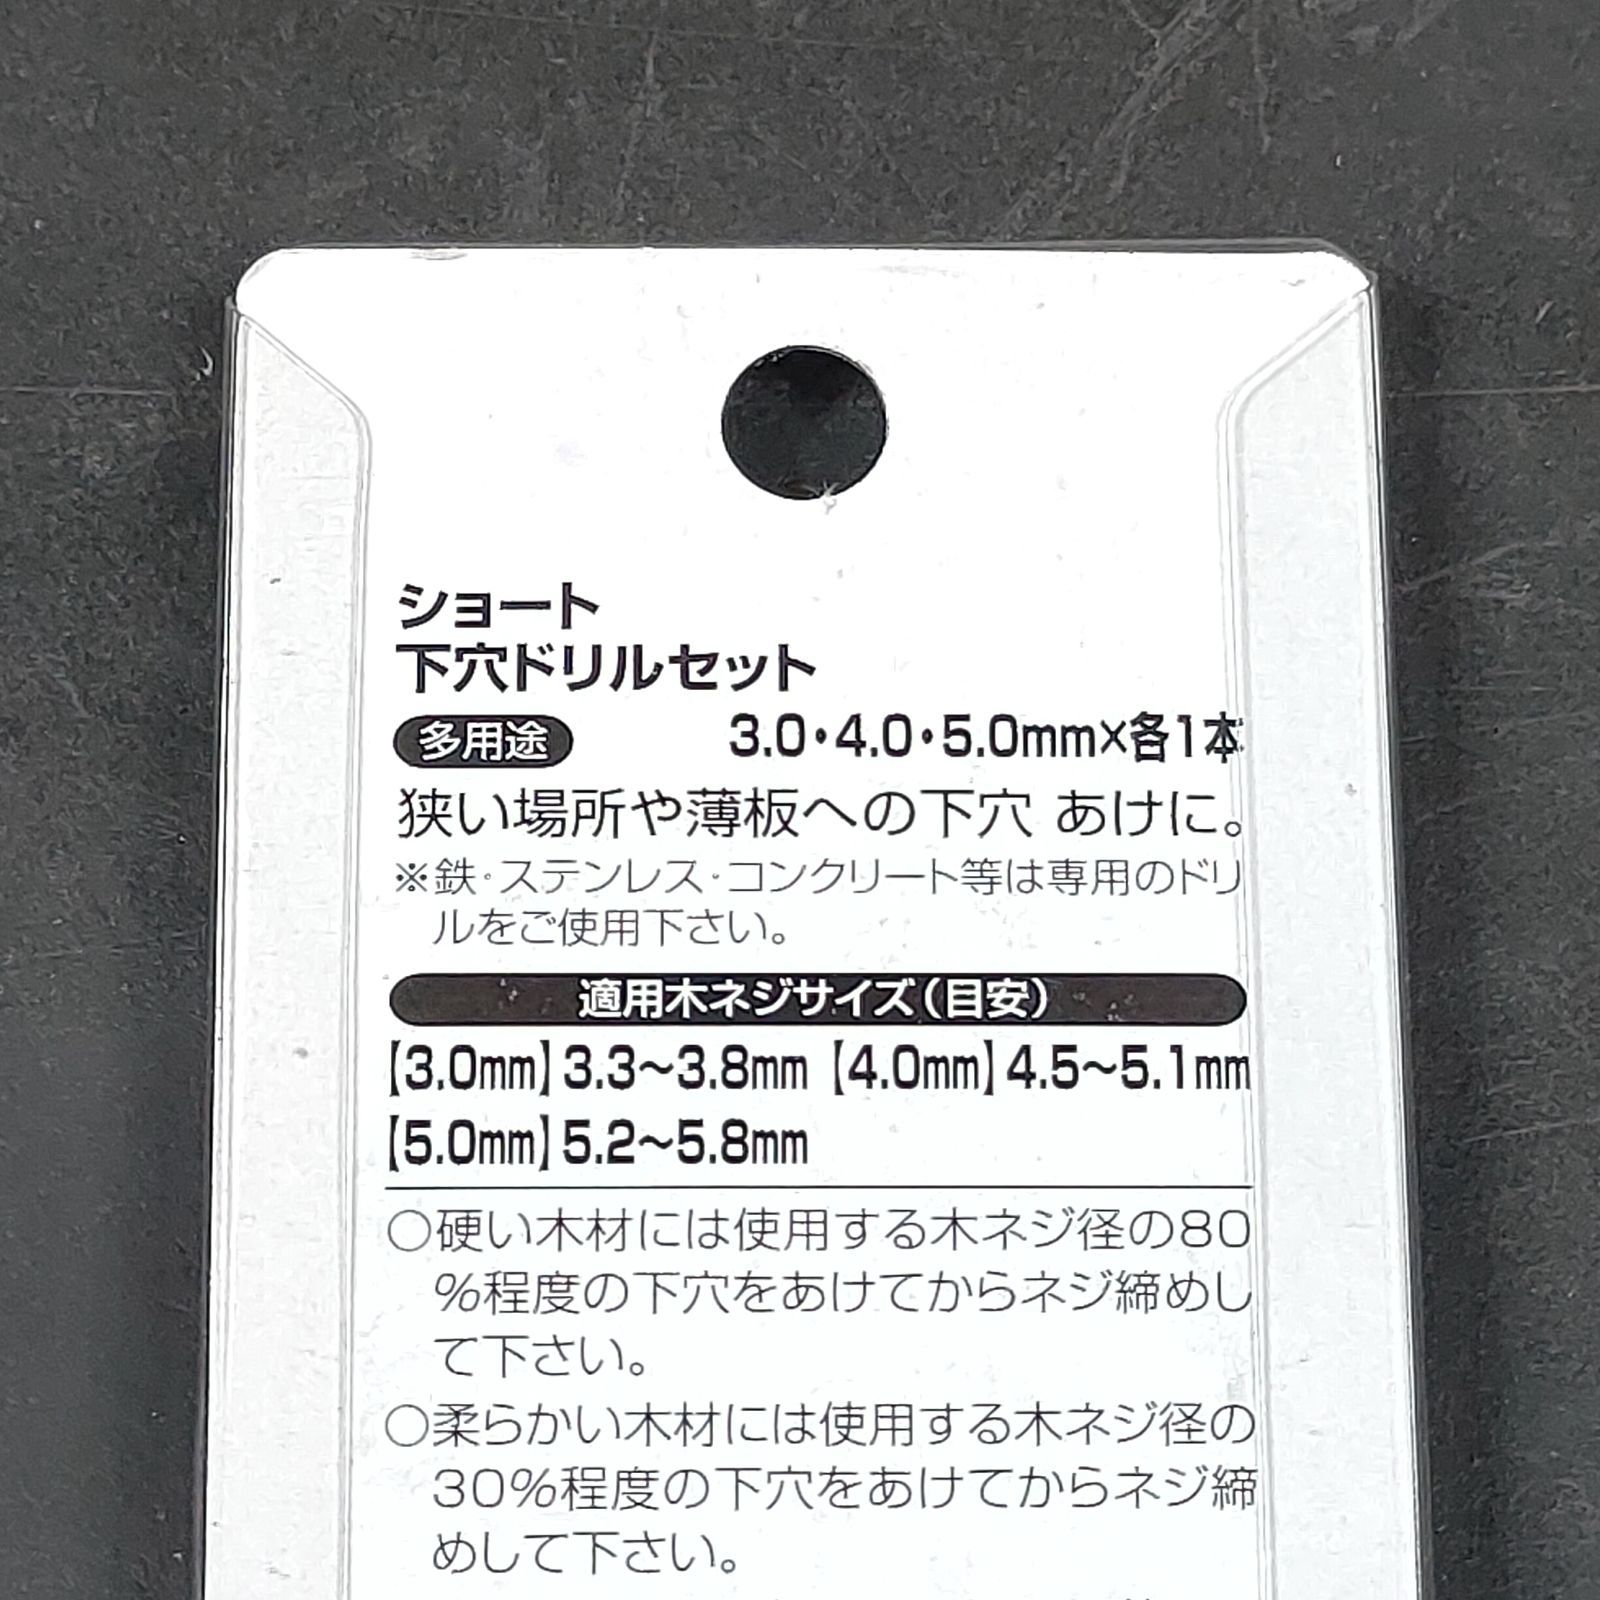 ショート
下穴ドリルセット
多用途 3.0・4.0・5.0mm×各1本
狭い場所や薄板への下穴 あけに。
※鉄・ステンレス・コンクリート等は専用のドリ
ルをご使用下さい。
適用木ネジサイズ(目安)
【3.0mm】3.3～3.8mm 【4.0mm】4.5～5.1mm
【5.0mm】5.2～5.8mm
○硬い木材には使用する木ネジ径の80
%程度の下穴をあけてからネジ締めし
て下さい。
○柔らかい木材には使用する木ネジ径の
30%程度の下穴をあけてからネジ締
めして下さい。